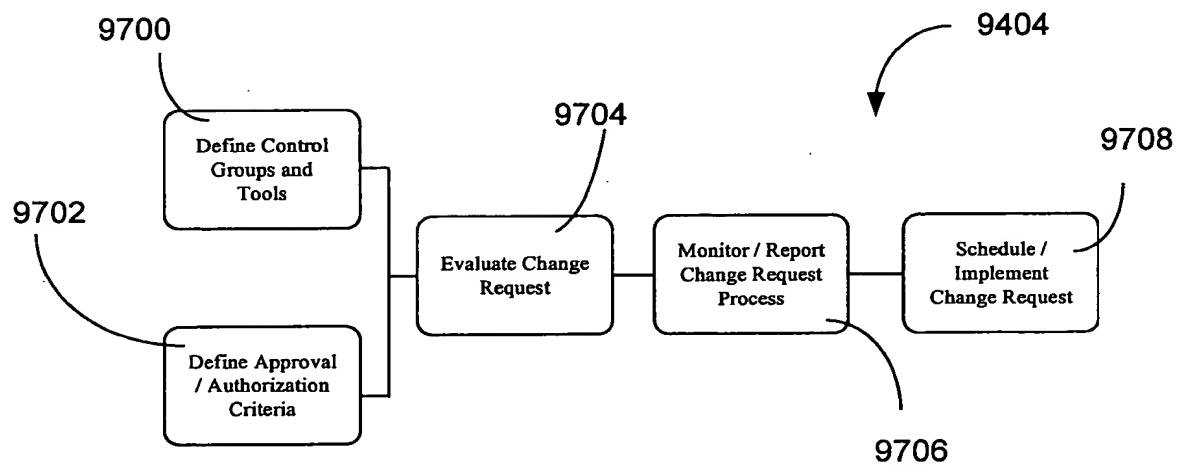 9700
9404
9704
9708
Define Control
Groups and
Tools
9702
Evaluate Change
Request
Monitor / Report
Change Request
Process
Schedule /
Implement
Change Request
Define Approval
/ Authorization
Criteria
9706